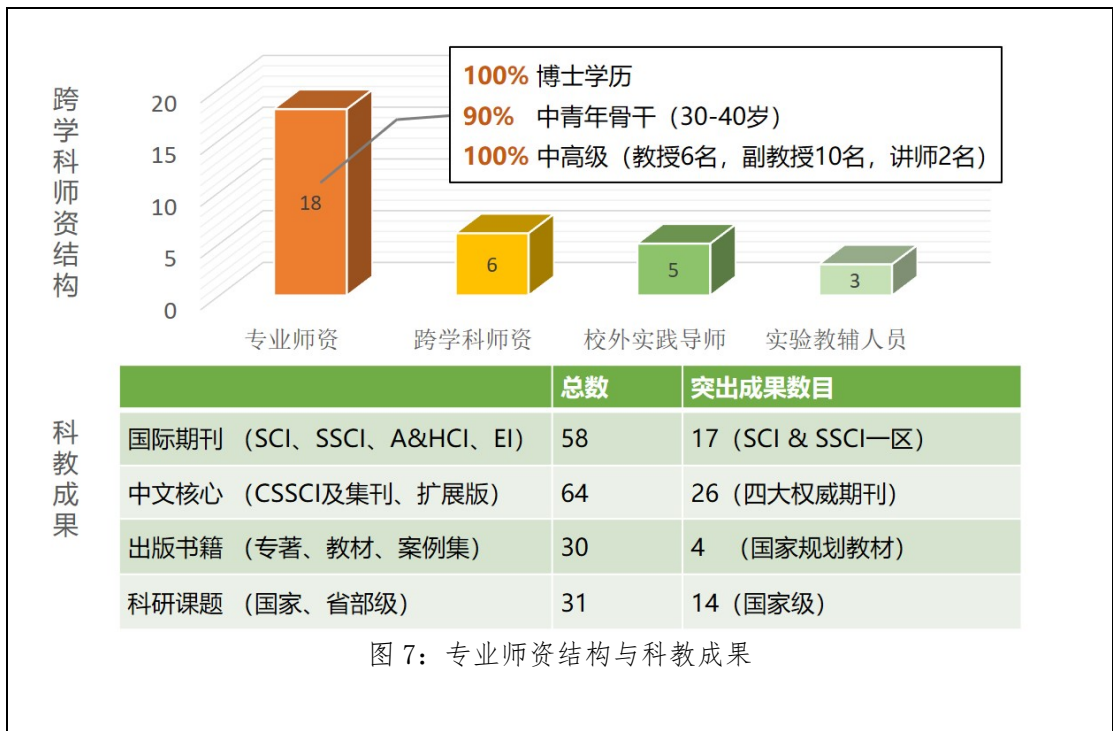 跨学科师资结构
20
15
10
5
0
100% 博士学历
90% 中青年骨干（30-40岁）
100% 中高级（教授6名，副教授10名，讲师2名）
18
6
5
3
专业师资
跨学科师资
校外实践导师
实验教辅人员
科教成果
总数 突出成果数目
国际期刊 （SCI、SSCI、A&HCI、EI） 58 17（SCI & SSCI一区）
中文核心 （CSSCI及集刊、扩展版） 64 26（四大权威期刊）
出版书籍 （专著、教材、案例集） 30 4 （国家规划教材）
科研课题 （国家、省部级） 31 14（国家级）
图 7：专业师资结构与科教成果